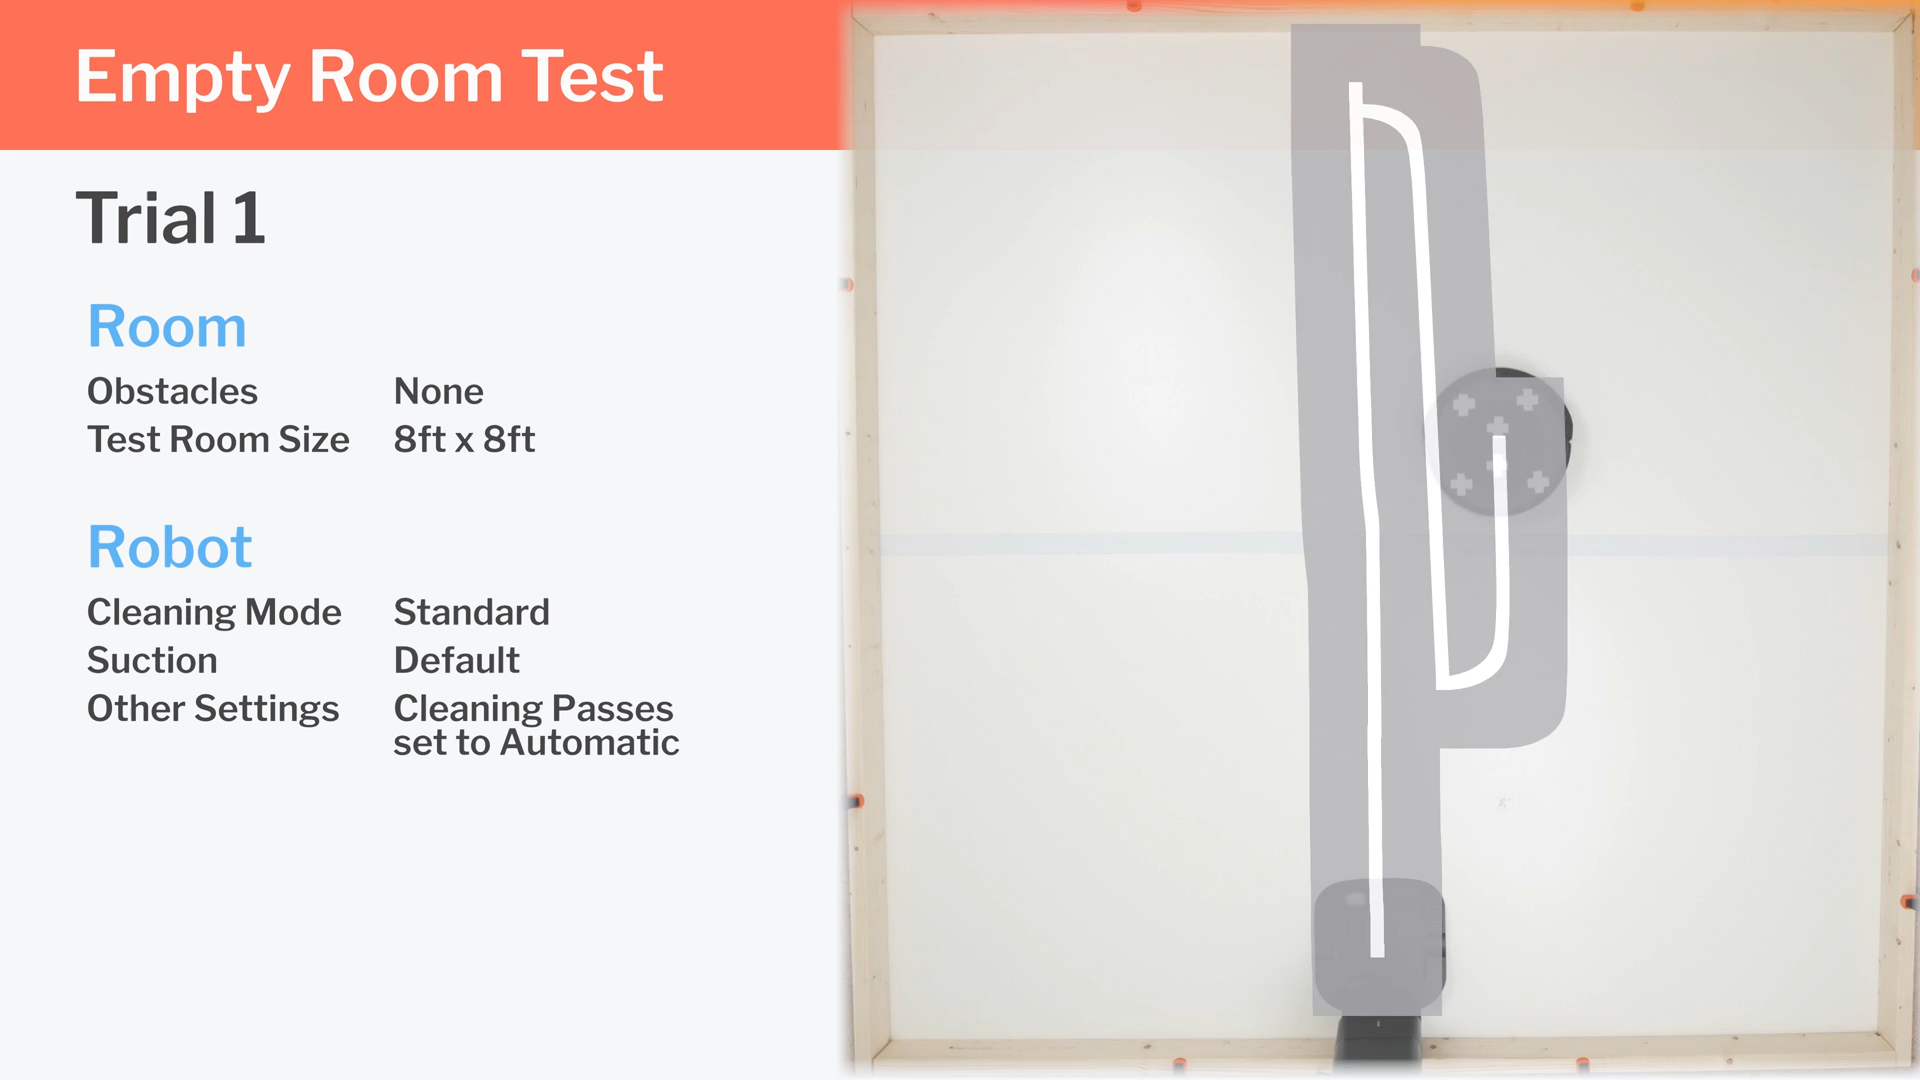 Empty Room Test
Trial 1
Room
Obstacles None
Test Room Size 8ft x 8ft
Robot
Cleaning Mode Standard
Suction Default
Other Settings Cleaning Passes
set to Automatic